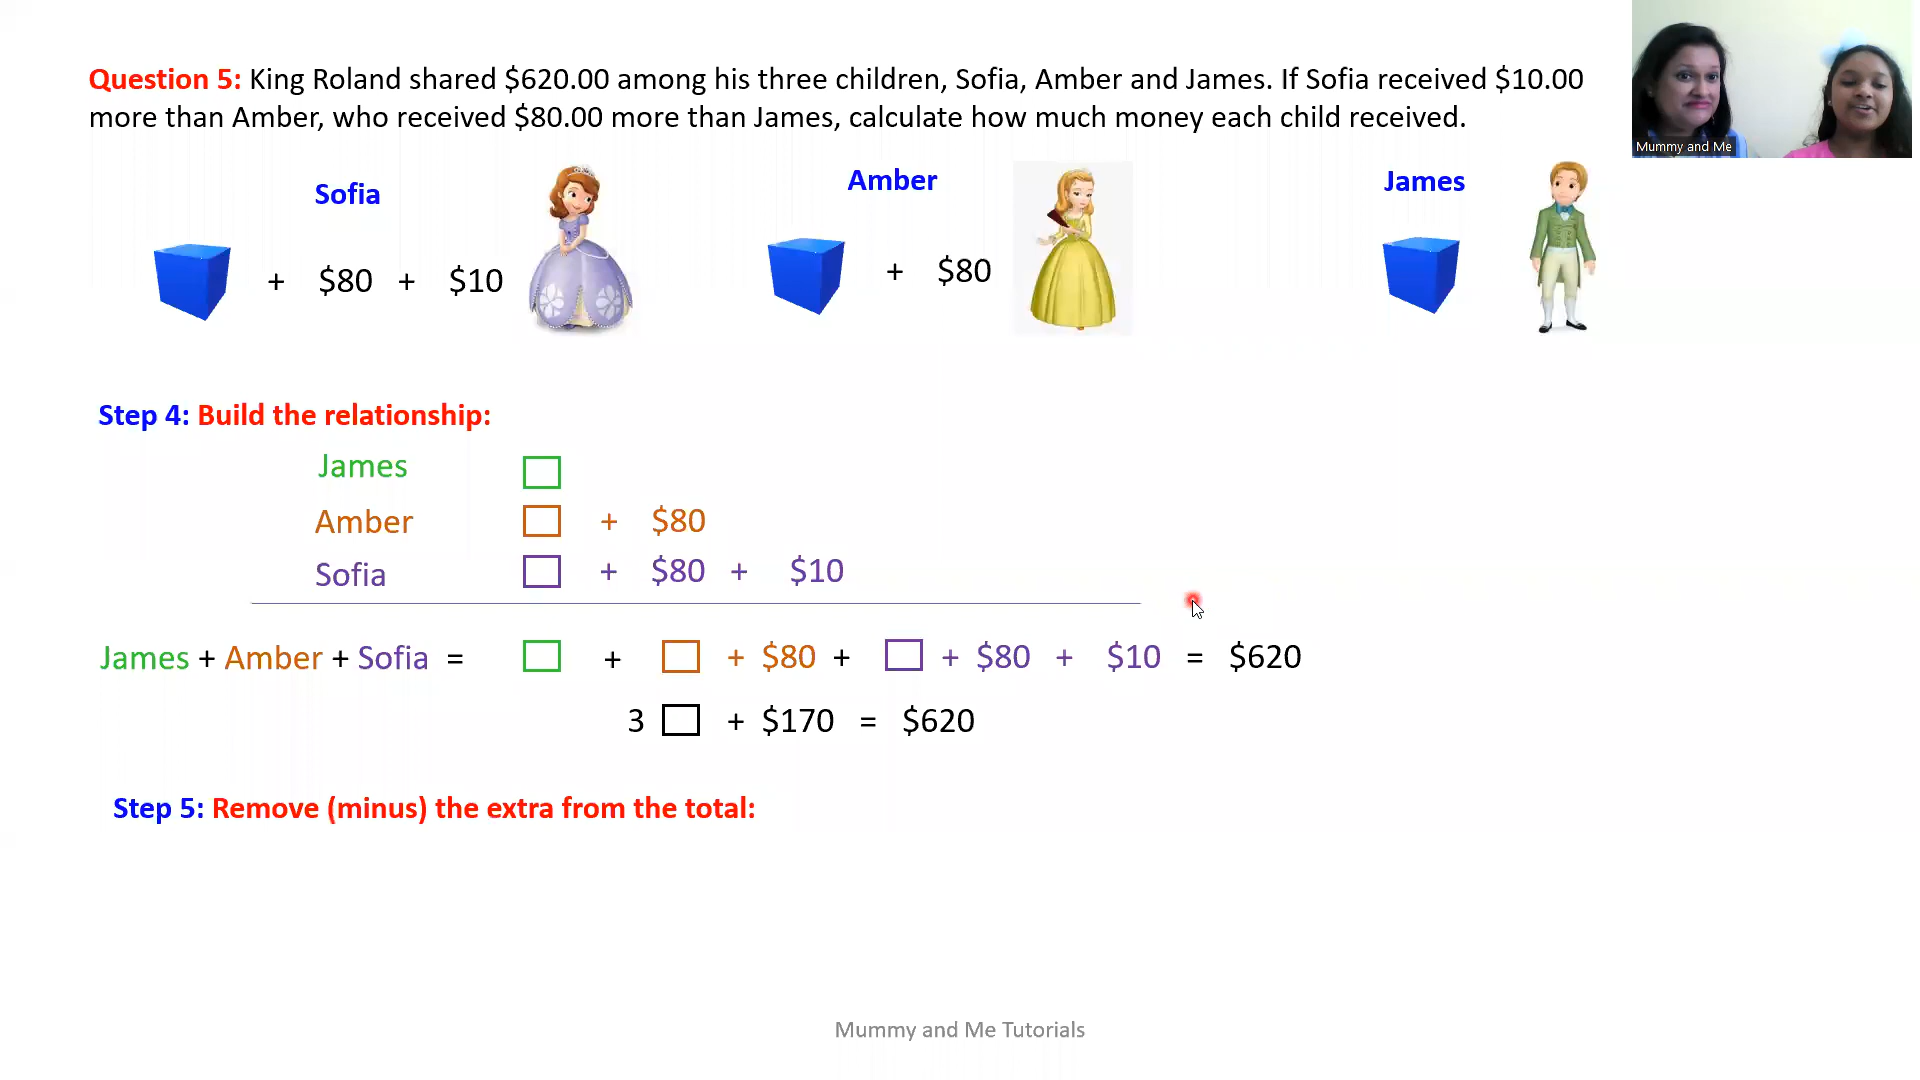 Question 5: King Roland shared $620.00 among his three children, Sofia, Amber and James. If Sofia received $10.00
more than Amber, who received $80.00 more than James, calculate how much money each child received.
Mummy and Me
Sofia
Amber
James
+ $80 + $10
+ $80
Step 4: Build the relationship:
James
Amber + $80
Sofia + $80 + $10
James + Amber + Sofia = + + $80 + + $80 + $10 = $620
3 + $170 = $620
Step 5: Remove (minus) the extra from the total:
Mummy and Me Tutorials